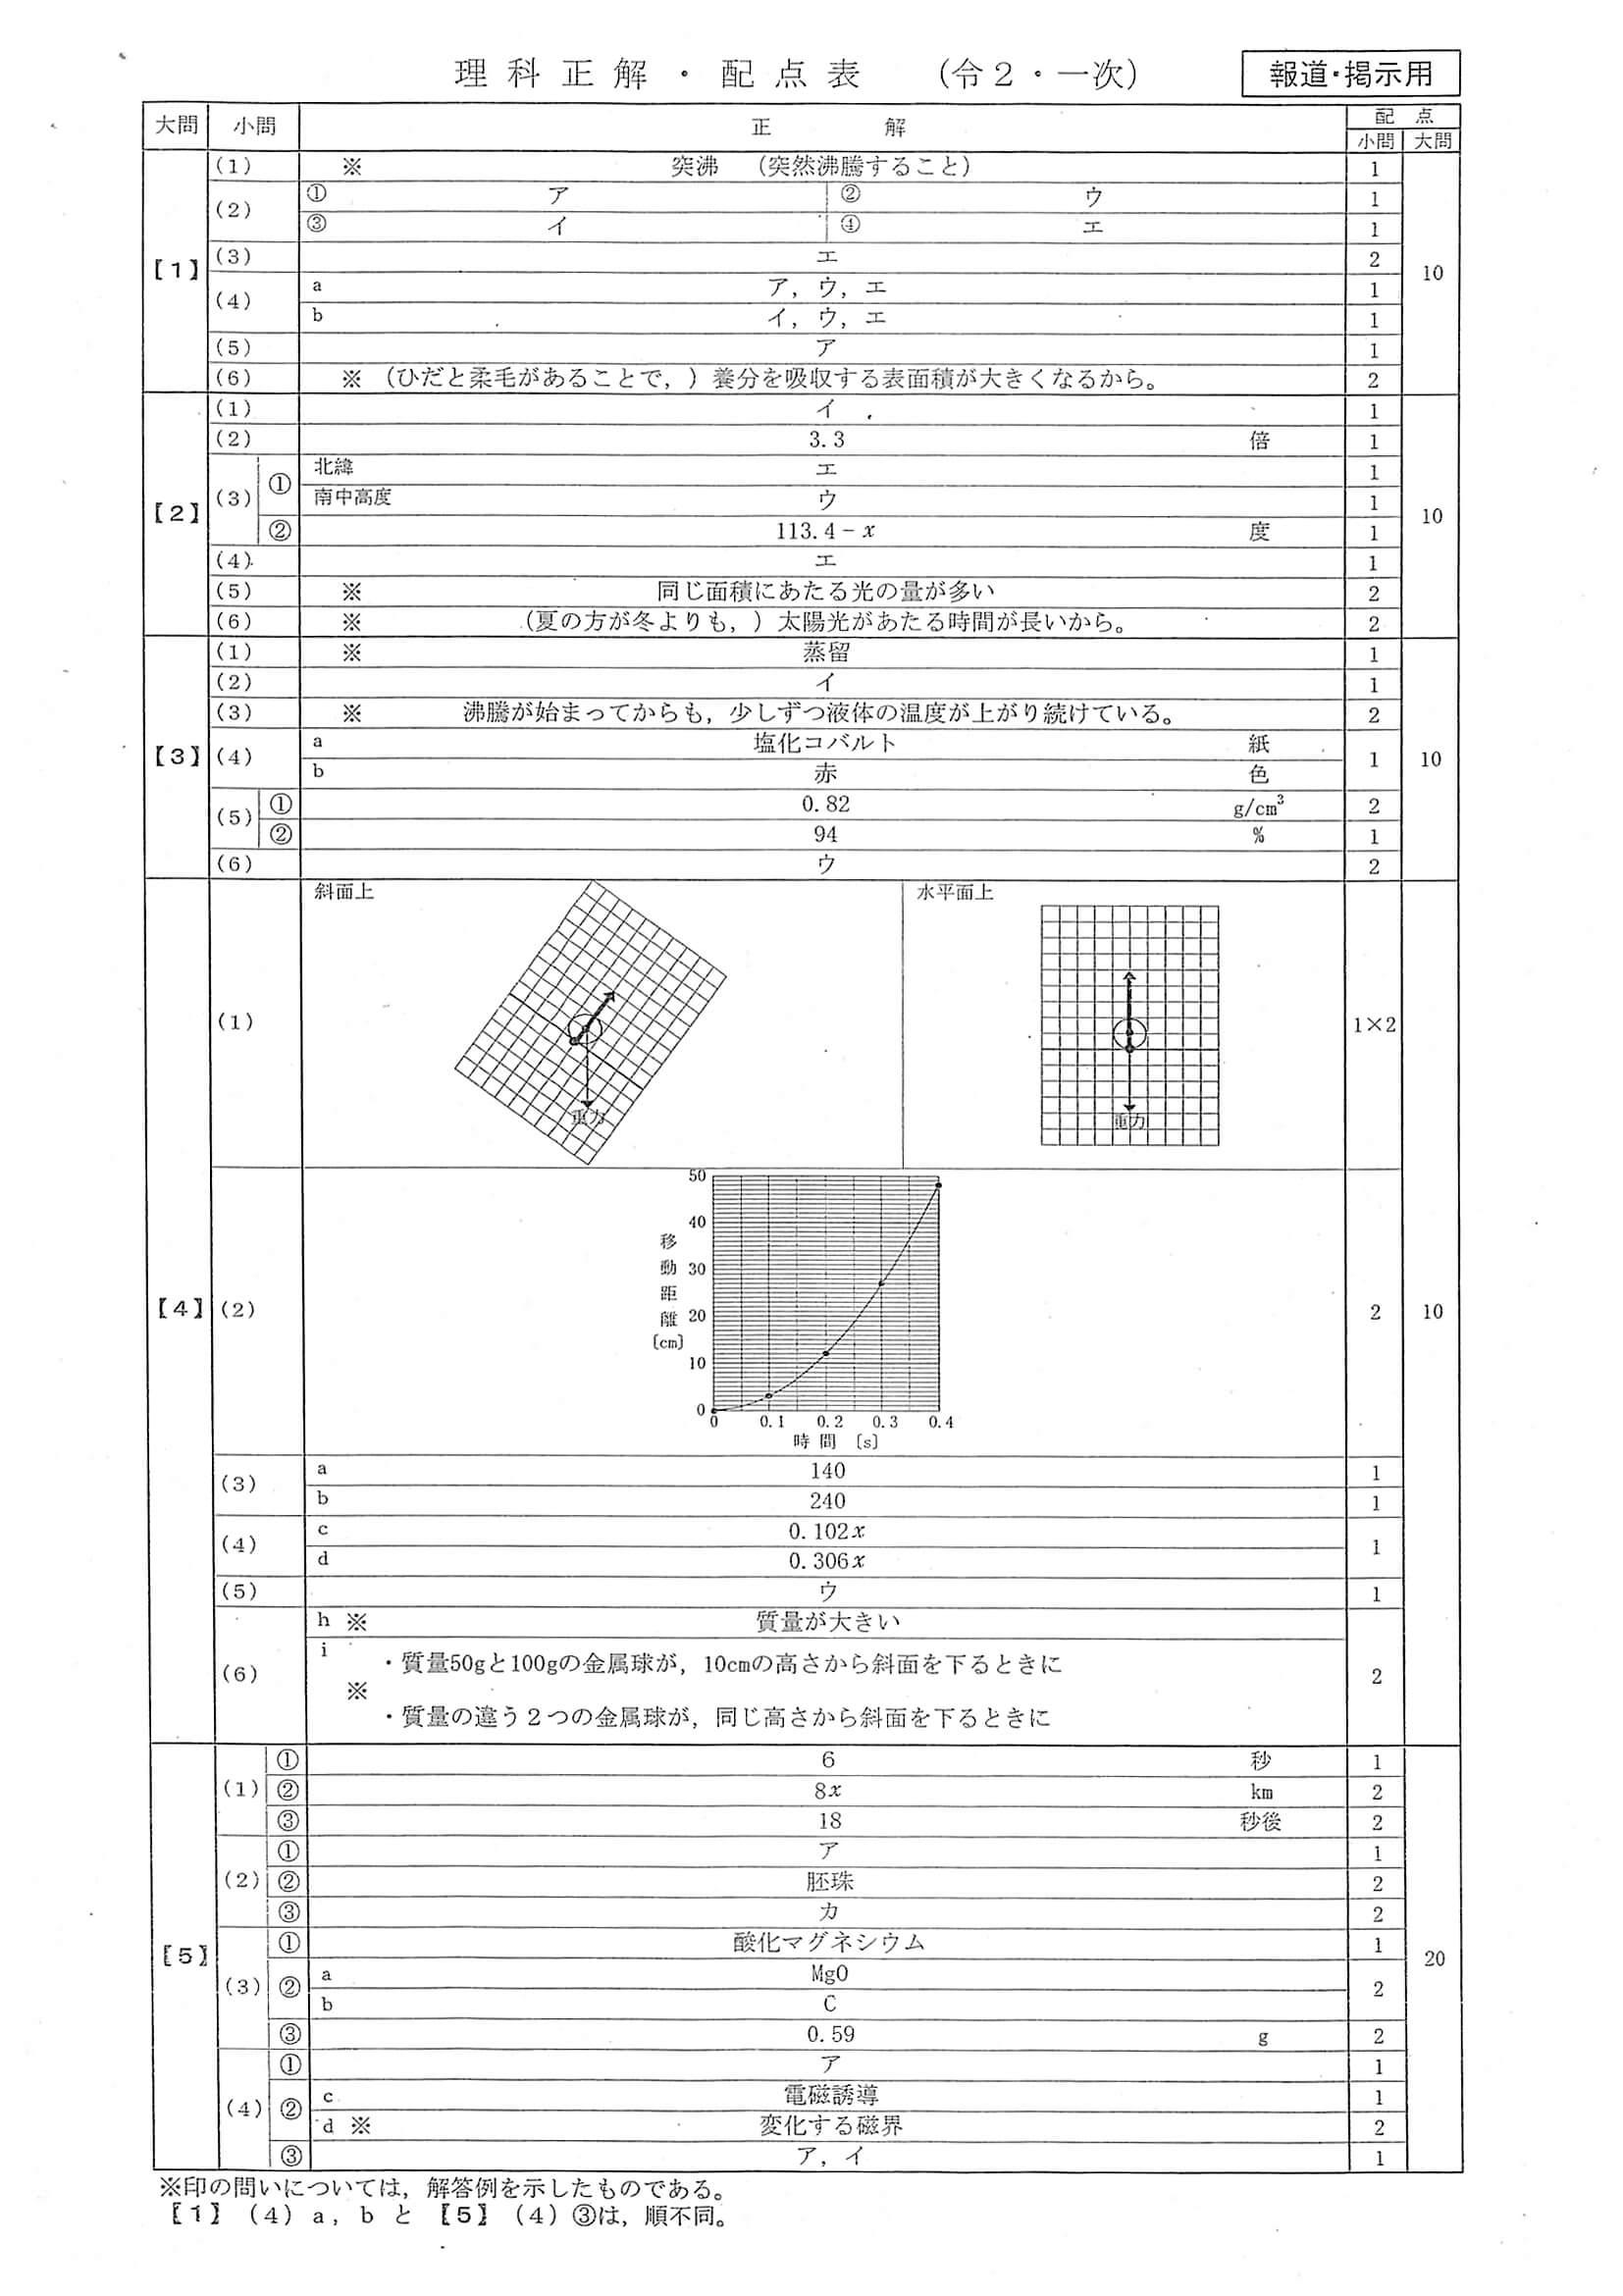 理科正解・配点表 (令2・一次) 報道・掲示用
大問 小問 正解 配点
小問 大問
【1】 (1) ※ 突沸 (突然沸騰すること) 1 10
(2) ① ア ② ウ 1
③ イ ④ エ 1
(3) エ 2
(4) a ア, ウ, エ 1
b イ, ウ, エ 1
(5) ア 1
(6) ※ (ひだと柔毛があることで, ) 養分を吸収する表面積が大きくなるから。 2
【2】 (1) イ 1 10
(2) 3.3 倍 1
(3) ① 北緯 エ 1
南中高度 ウ 1
② 113.4－x 度 1
(4) エ 1
(5) ※ 同じ面積にあたる光の量が多い 2
(6) ※ (夏の方が冬よりも, ) 太陽光があたる時間が長いから。 2
【3】 (1) ※ 蒸留 1 10
(2) イ 1
(3) ※ 沸騰が始まってからも, 少しずつ液体の温度が上がり続けている。 2
(4) a 塩化コバルト 紙 1
b 赤 色
(5) ① 0.82 g/cm³ 2
② 94 % 1
(6) ウ 2
【4】 (1) 斜面上 水平面上 1×2 10
重力 重力
(2) 2
50
40
30
20
10
0
移動距離
〔cm〕
0 0.1 0.2 0.3 0.4
時間 〔s〕
(3) a 140 1
b 240 1
(4) c 0.102x 1
d 0.306x
(5) ウ 1
(6) h ※ 質量が大きい 2
i ※ ・質量50gと100gの金属球が, 10cmの高さから斜面を下るときに
・質量の違う2つの金属球が, 同じ高さから斜面を下るときに
【5】 (1) ① 6 秒 1 20
② 8x km 2
③ 18 秒後 2
(2) ① ア 1
② 胚珠 2
③ カ 2
(3) ① 酸化マグネシウム 1
② a MgO 2
b C
③ 0.59 g 2
(4) ① ア 1
② c 電磁誘導 1
d ※ 変化する磁界 2
③ ア, イ 1
※印の問いについては, 解答例を示したものである。
【1】 (4) a, b と 【5】 (4) ③は, 順不同。